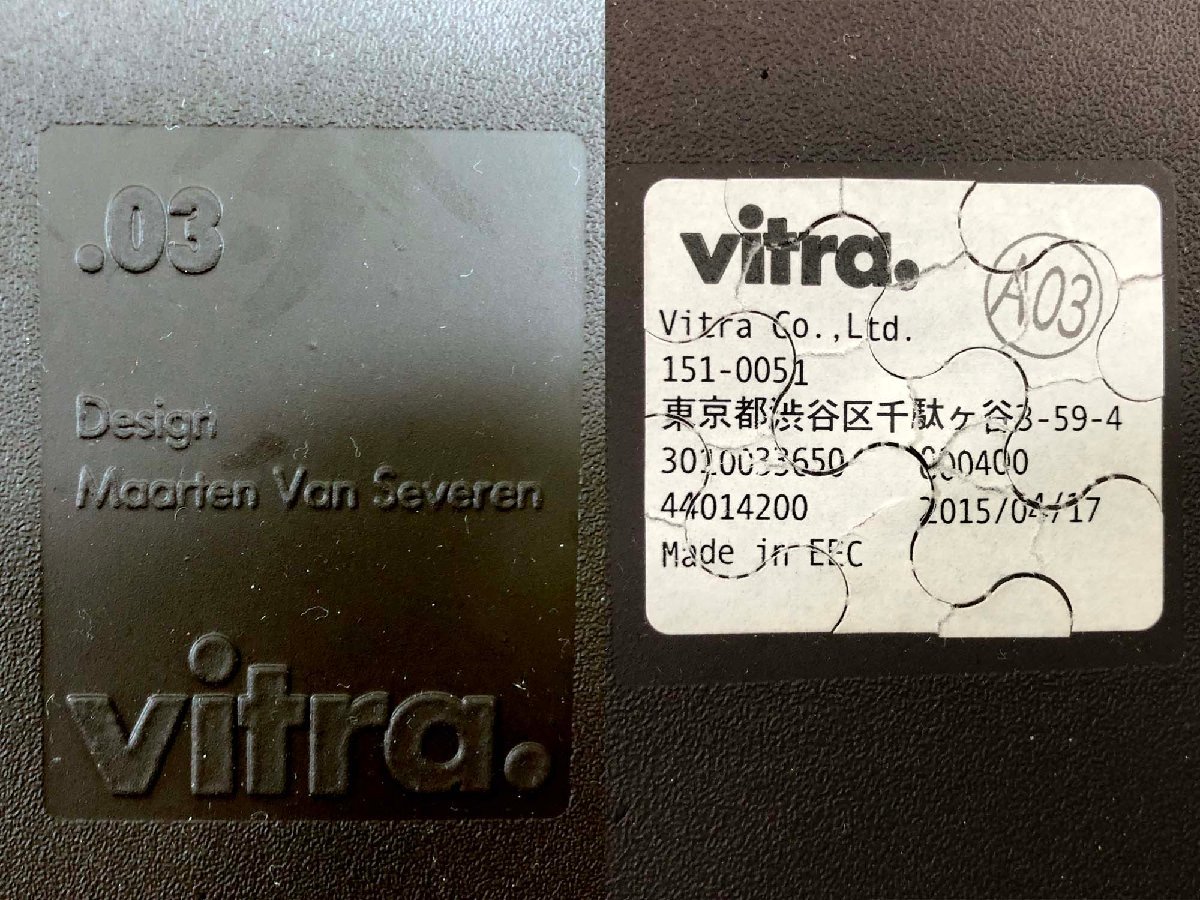 .03
Design
Maarten Van Severen
vitra.
vitra.
A03
Vitra Co.,Ltd.
151-0051
東京都渋谷区千駄ヶ谷3-59-4
000400
44014200 2015/04/17
Made in EEC